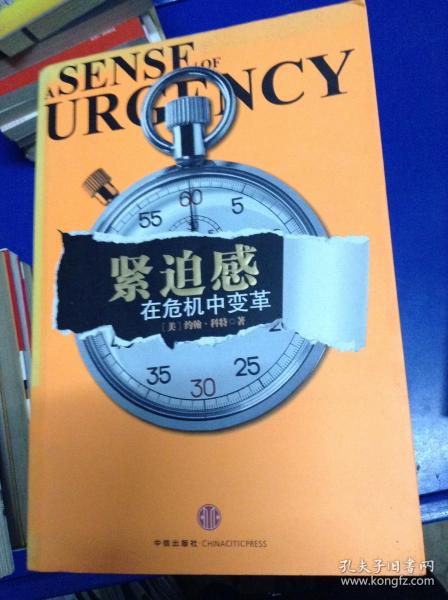 A SENSE OF
URGENCY
60
55
5
紧迫感
在危机中变革
[美] 约翰·科特 著
35
30
25
中信出版社·CHINACITICPRESS
孔夫子旧书网
www.kongfz.com